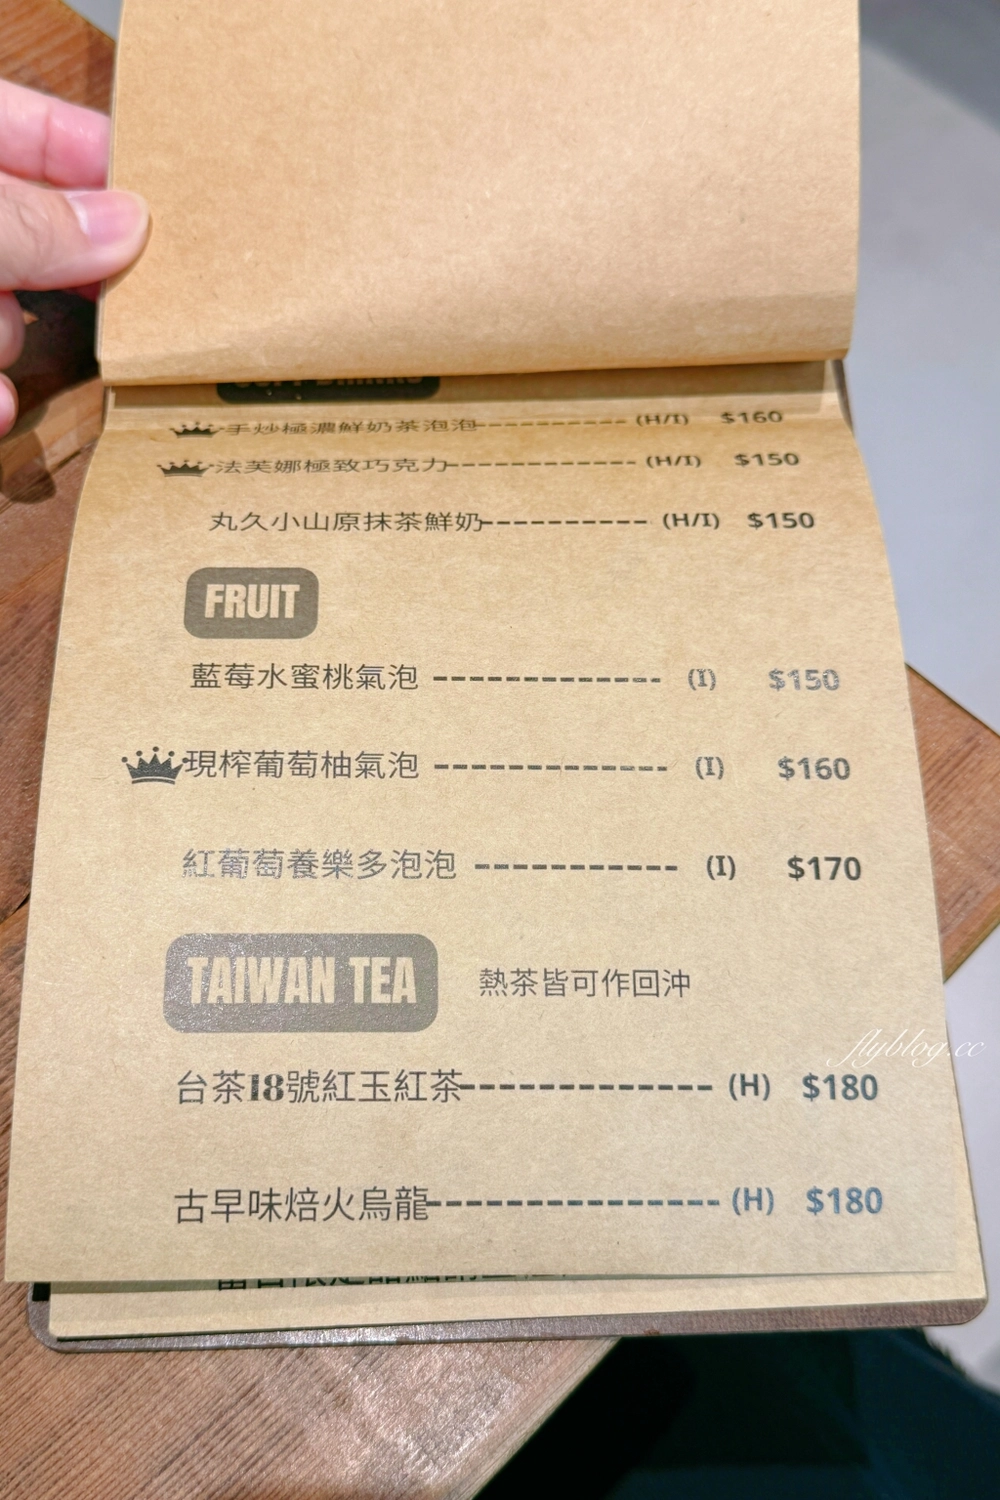 手炒極濃鮮奶茶泡泡----------- (H/I) $160
法芙娜極致巧克力------------- (H/I) $150
丸久小山原抹茶鮮奶----------- (H/I) $150
FRUIT
藍莓水蜜桃氣泡 -------------- (I) $150
現榨葡萄柚氣泡 -------------- (I) $160
紅葡萄養樂多泡泡 ----------- (I) $170
TAIWAN TEA 熱茶皆可作回沖
台茶18號紅玉紅茶-------------- (H) $180
古早味焙火烏龍---------------- (H) $180
flyblog.cc